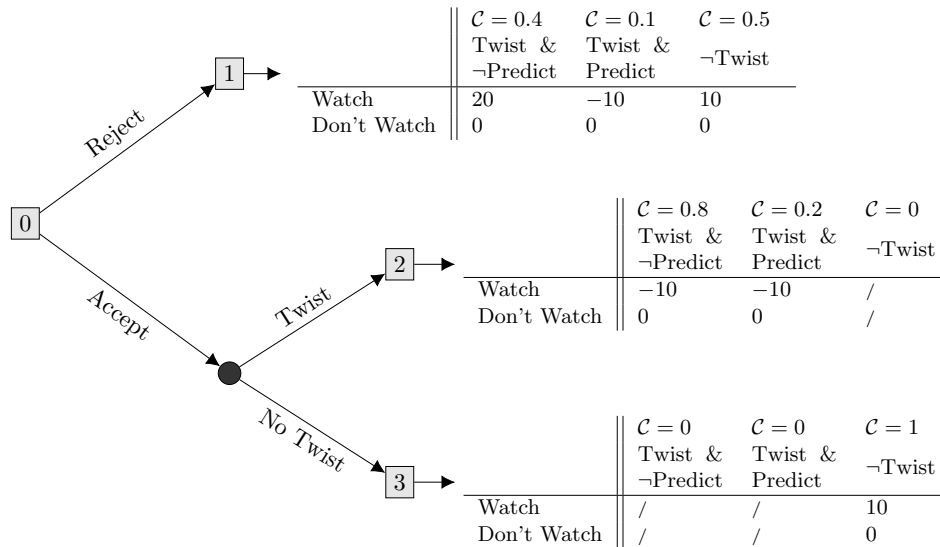 𝒞 = 0.4 𝒞 = 0.1 𝒞 = 0.5
Twist & Twist & ¬Twist
¬Predict Predict
1
Watch 20 −10 10
Don't Watch 0 0 0
Reject
0
𝒞 = 0.8 𝒞 = 0.2 𝒞 = 0
Twist & Twist & ¬Twist
¬Predict Predict
2
Watch −10 −10 /
Don't Watch 0 0 /
Accept
Twist
No Twist
𝒞 = 0 𝒞 = 0 𝒞 = 1
Twist & Twist & ¬Twist
¬Predict Predict
3
Watch / / 10
Don't Watch / / 0